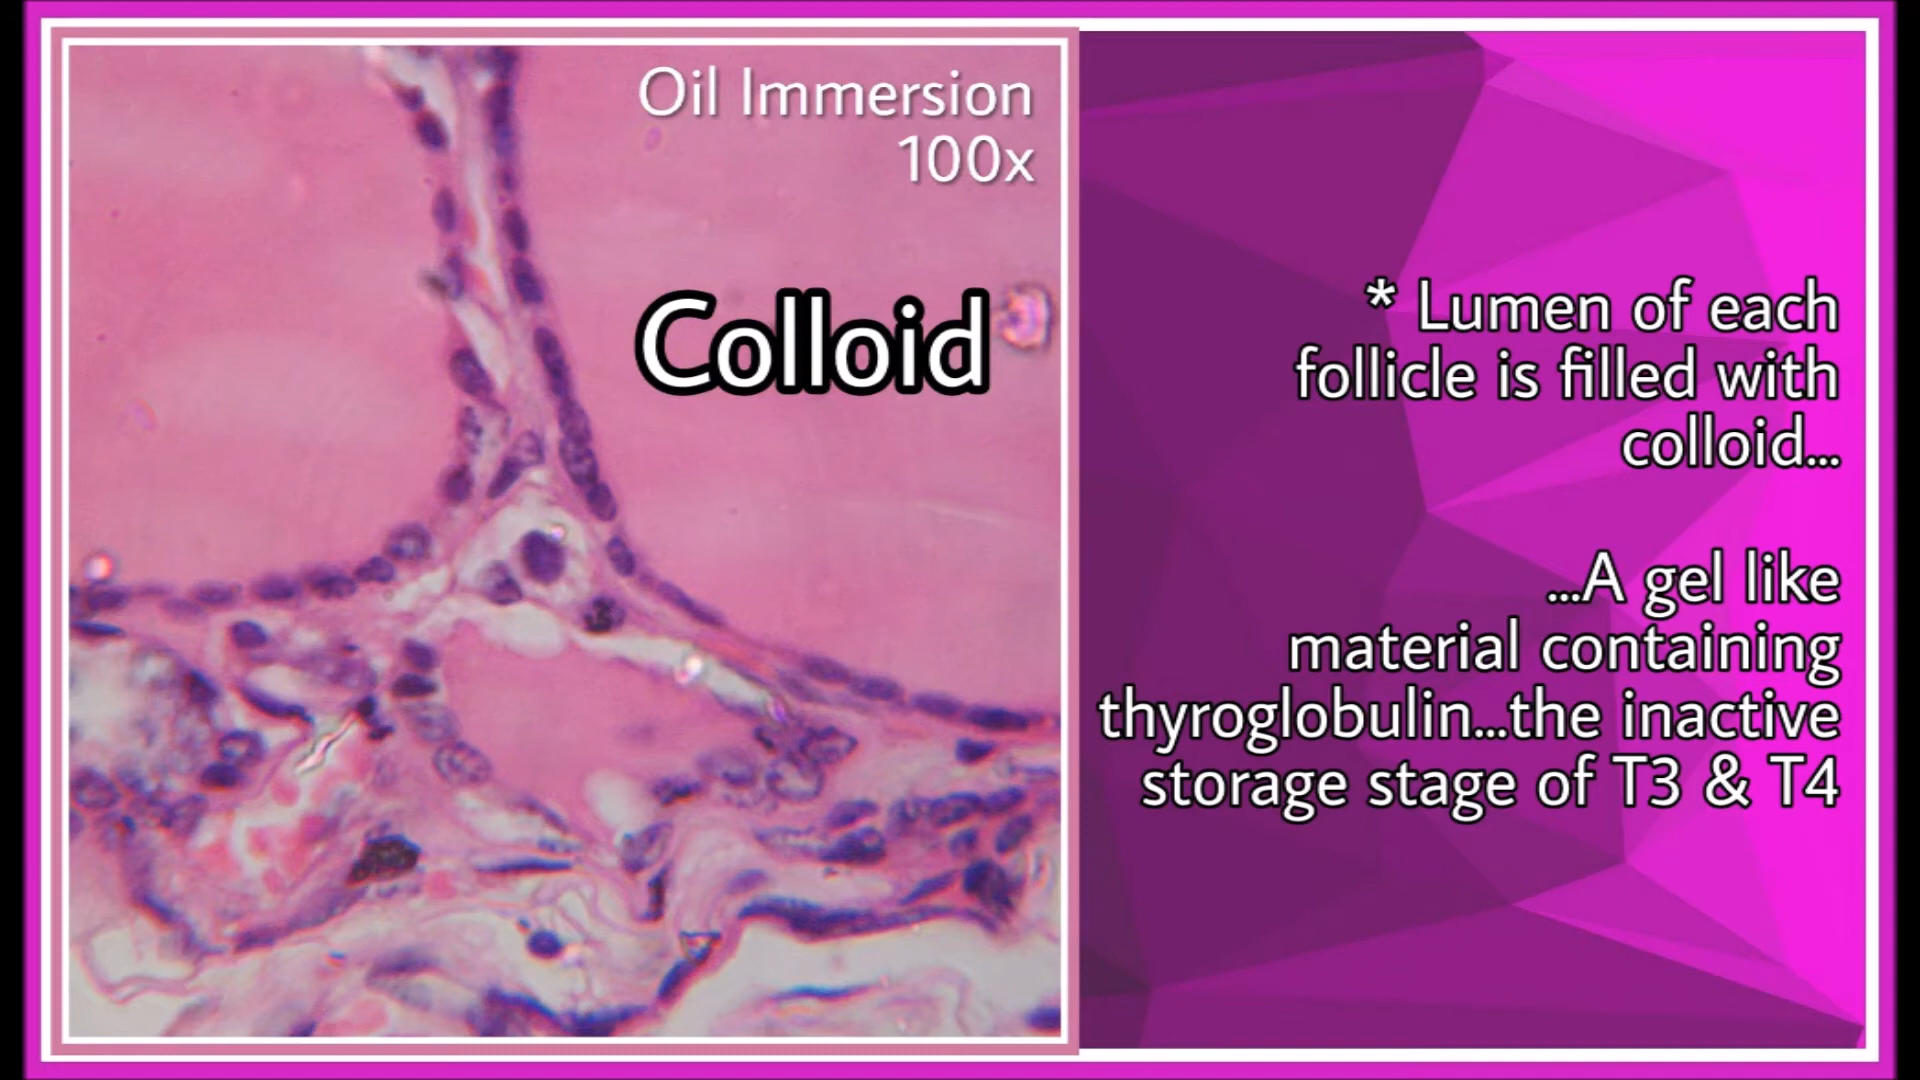 Oil Immersion
100x
Colloid
* Lumen of each
follicle is filled with
colloid...
...A gel like
material containing
thyroglobulin...the inactive
storage stage of T3 & T4